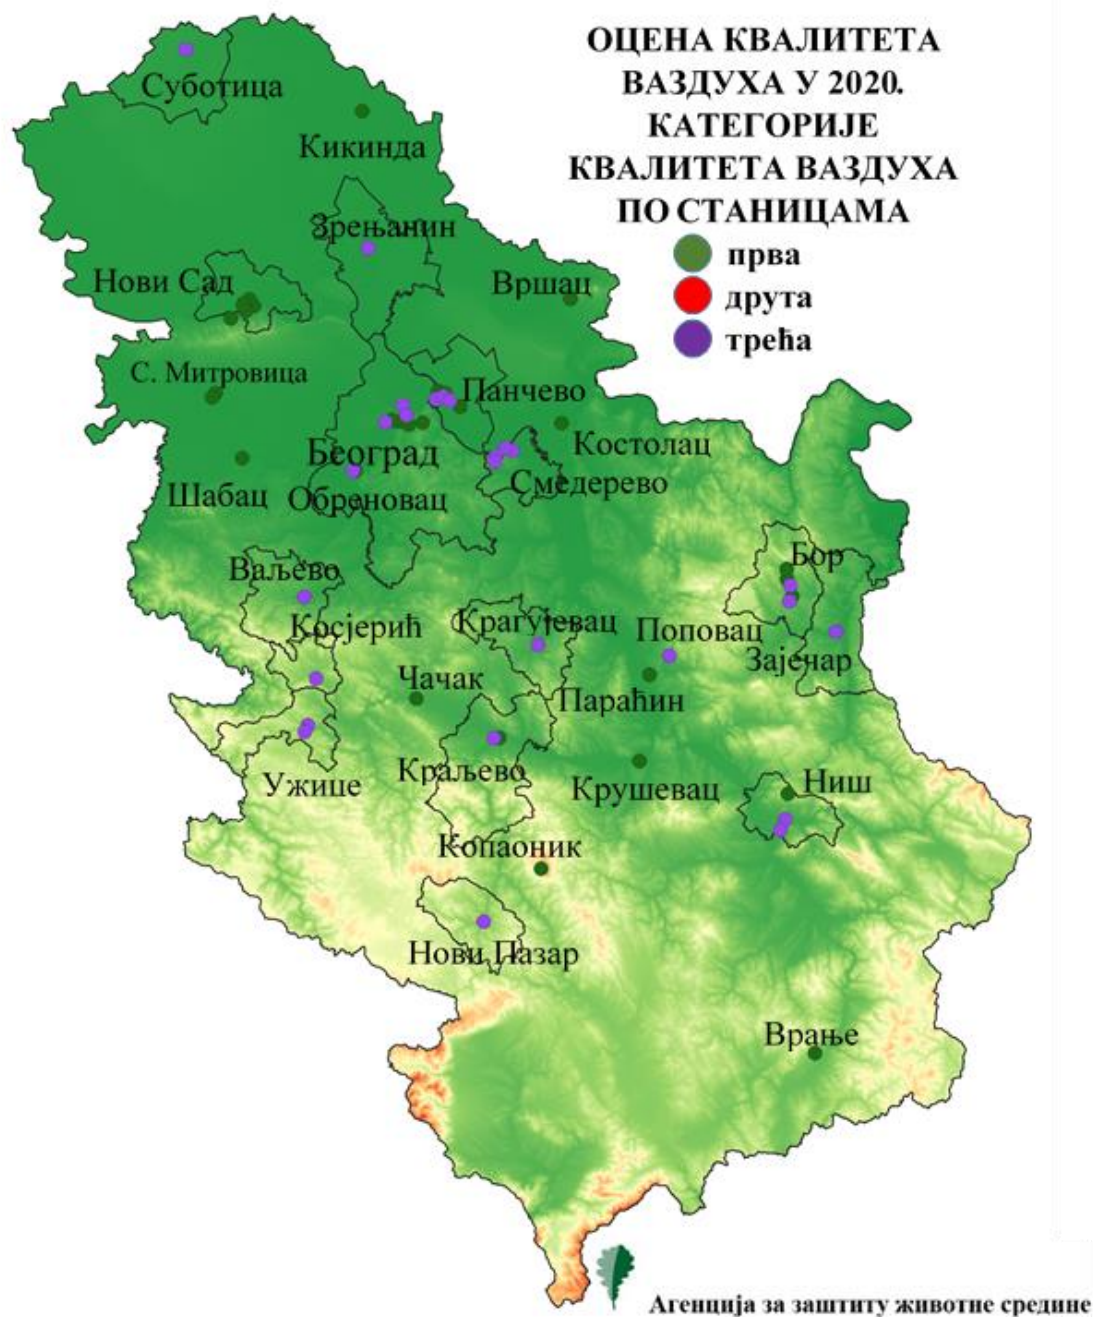 ОЦЕНА КВАЛИТЕТА
ВАЗДУХА У 2020.
КАТЕГОРИЈЕ
КВАЛИТЕТА ВАЗДУХА
ПО СТАНИЦАМА
прва
друта
трећа
Суботица
Кикинда
Зрењанин
Нови Сад
Вршац
С. Митровица
Панчево
Београд
Костолац
Шабац
Обреновац
Смедерево
Ваљево
Бор
Косјерић
Крагујевац
Поповац
Зајечар
Чачак
Параћин
Краљево
Ужице
Крушевац
Ниш
Копаоник
Нови Пазар
Врање
Агенција за заштиту животне средине